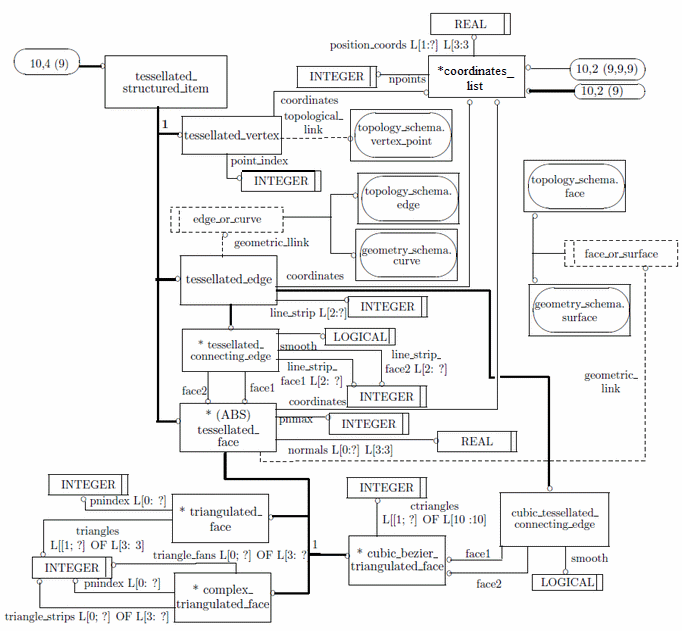 REAL
position_coords L[1:?] L[3:3
10,4 (9)
tessellated_
structured_item
INTEGER
npoints
*coordinates_
list
10,2 (9,9,9)
10,2 (9)
coordinates
1
tessellated_vertex
topological_
link
topology_schema.
vertex_point
point_index
INTEGER
topology_schema.
edge
topology_schema.
face
edge_or_curve
geometric_llink
geometry_schema.
curve
face_or_surface
tessellated_edge
coordinates
geometry_schema.
surface
line_strip L[2:?]
INTEGER
* tessellated_
connecting_edge
smooth
LOGICAL
line_strip_
face1 L[2: ?]
line_strip_
face2 L[2: ?]
geometric_
link
face2
face1
INTEGER
coordinates
* (ABS)
tessellated_
face
pnmax
INTEGER
normals L[0:?] L[3:3]
REAL
INTEGER
pnindex L[0: ?]
* triangulated_
face
INTEGER
ctriangles
L[[1; ?] OF L[10 :10]
cubic_tessellated_
connecting_edge
triangles
L[[1; ?] OF L[3: 3]
triangle_fans L[0; ?] OF L[3: ?
1
* cubic_bezier_
triangulated_face
face1
face2
smooth
LOGICAL
INTEGER
pnindex L[0: ?]
* complex_
triangulated_face
triangle_strips L[0; ?] OF L[3: ?]